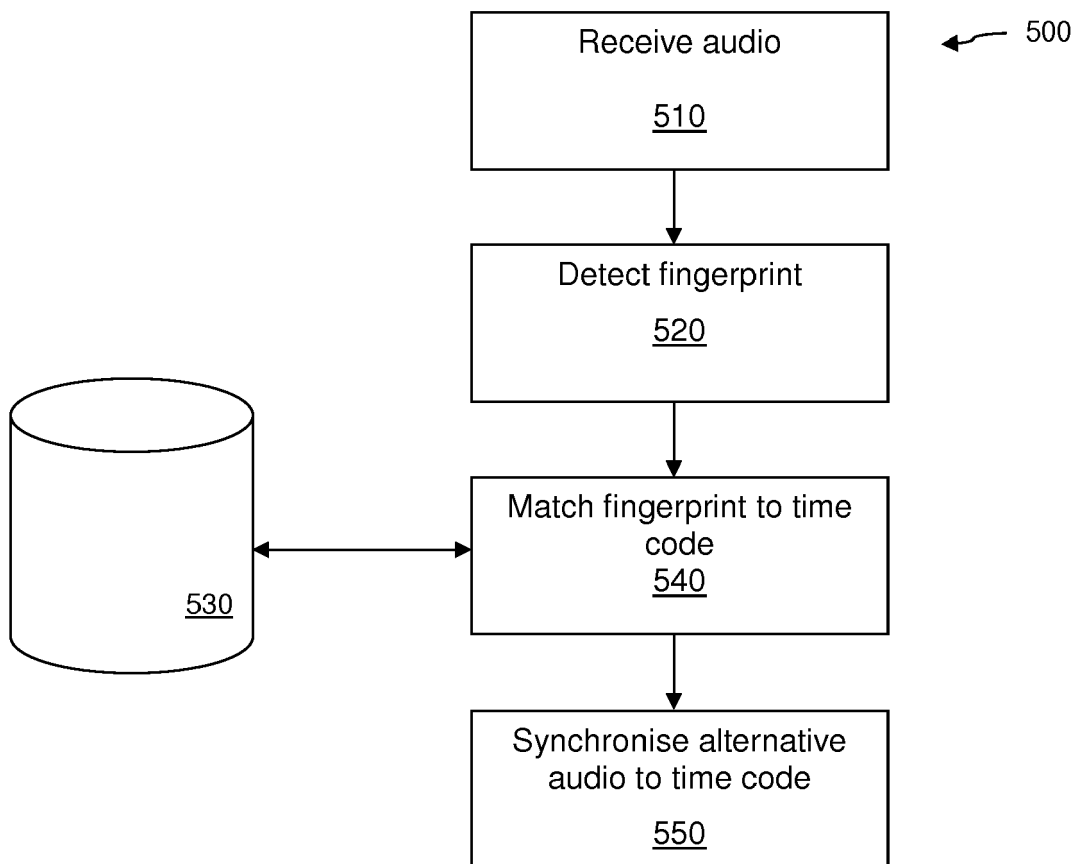 Receive audio
500
510
Detect fingerprint
520
Match fingerprint to time
code
540
530
Synchronise alternative
audio to time code
550